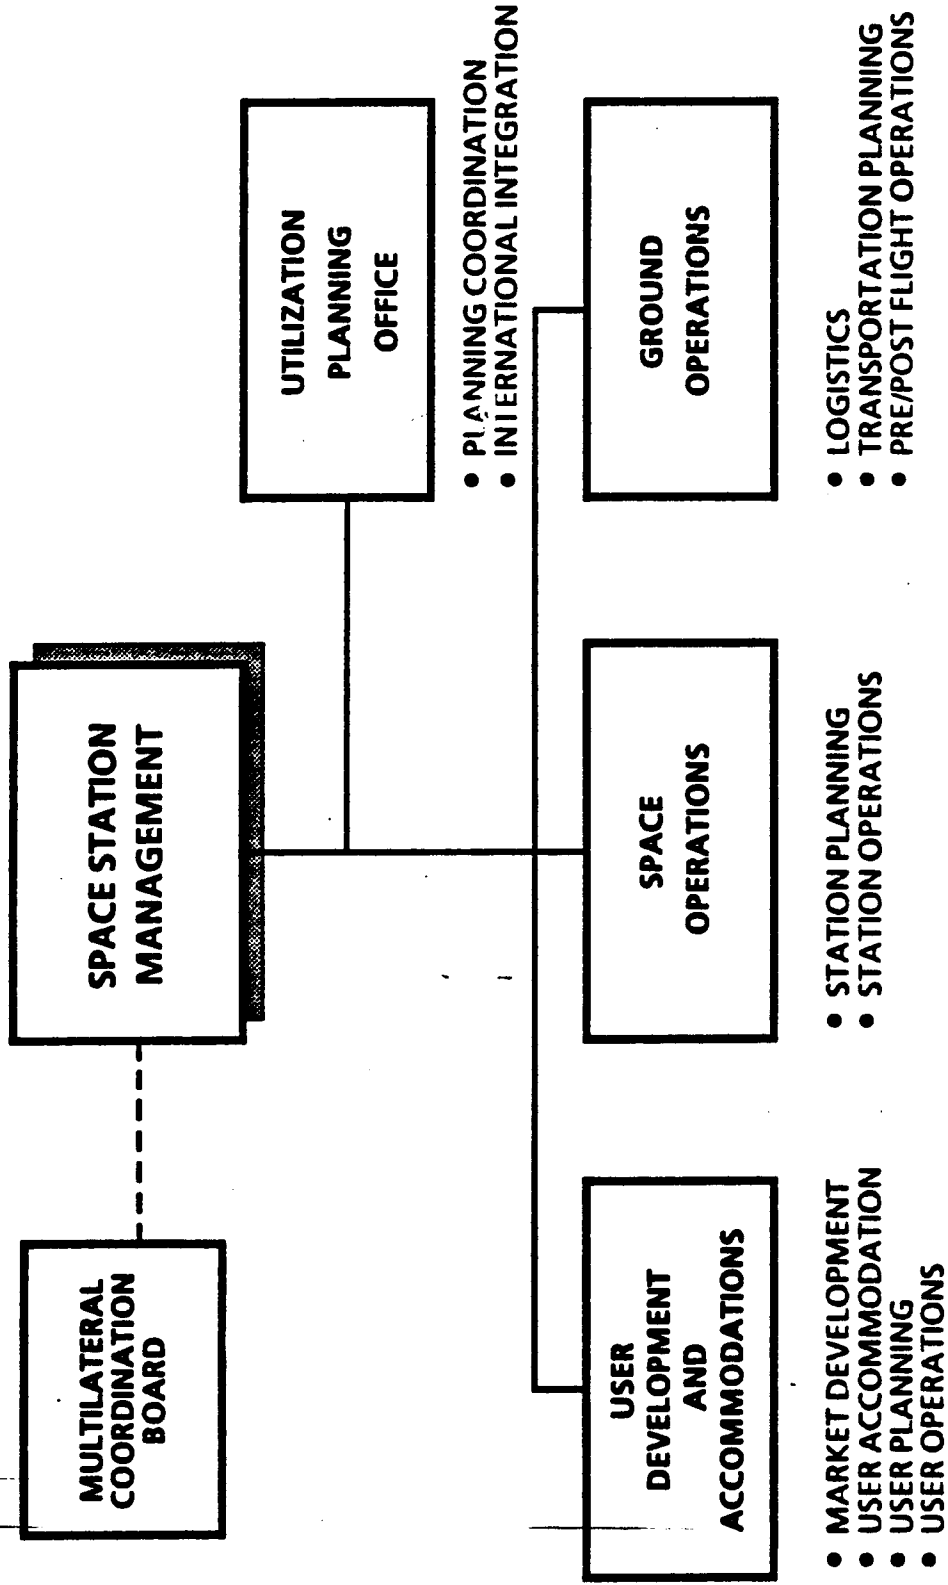 MULTILATERAL
COORDINATION
BOARD
SPACE STATION
MANAGEMENT
UTILIZATION
PLANNING
OFFICE
• PLANNING COORDINATION
• INTERNATIONAL INTEGRATION
USER
DEVELOPMENT
AND
ACCOMMODATIONS
• MARKET DEVELOPMENT
• USER ACCOMMODATION
• USER PLANNING
• USER OPERATIONS
SPACE
OPERATIONS
• STATION PLANNING
• STATION OPERATIONS
GROUND
OPERATIONS
• LOGISTICS
• TRANSPORTATION PLANNING
• PRE/POST FLIGHT OPERATIONS